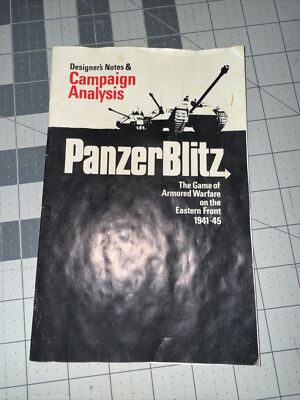 Designer's Notes &
Campaign
Analysis
PanzerBlitz
The Game of
Armored Warfare
on the
Eastern Front
1941-45